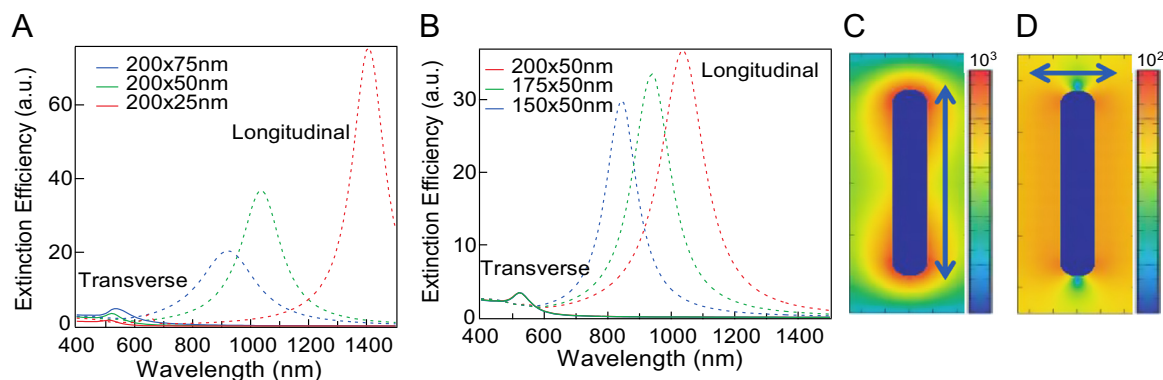 A
Extinction Efficiency (a.u.)
60
40
20
0
200x75nm
200x50nm
200x25nm
Longitudinal
Transverse
400 600 800 1000 1200 1400
Wavelength (nm)
B
Extinction Efficiency (a.u.)
30
20
10
0
200x50nm
175x50nm
150x50nm
Longitudinal
Transverse
400 600 800 1000 1200 1400
Wavelength (nm)
C
10³
D
10²